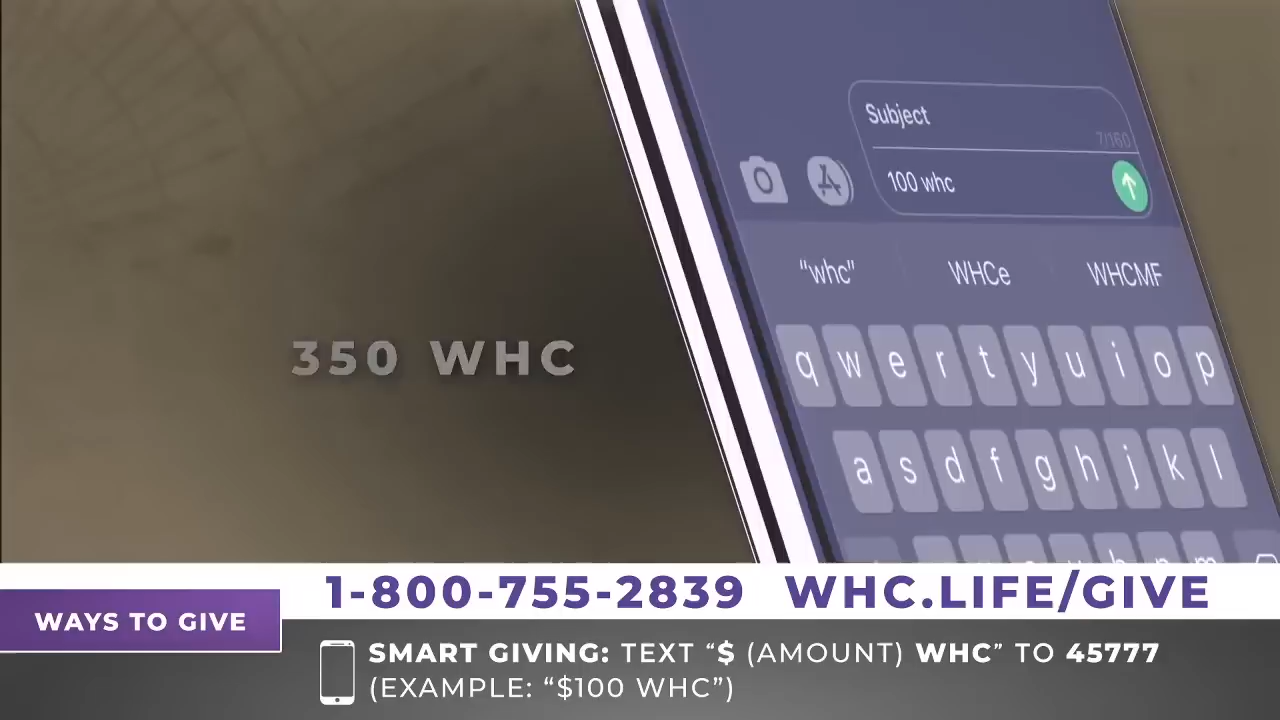 Subject
7/160
100 whc
“whc” WHCe WHCMF
q w e r t y u i o p
a s d f g h j k l
350 WHC
1-800-755-2839 WHC.LIFE/GIVE
WAYS TO GIVE
SMART GIVING: TEXT “$ (AMOUNT) WHC” TO 45777
(EXAMPLE: “$100 WHC”)